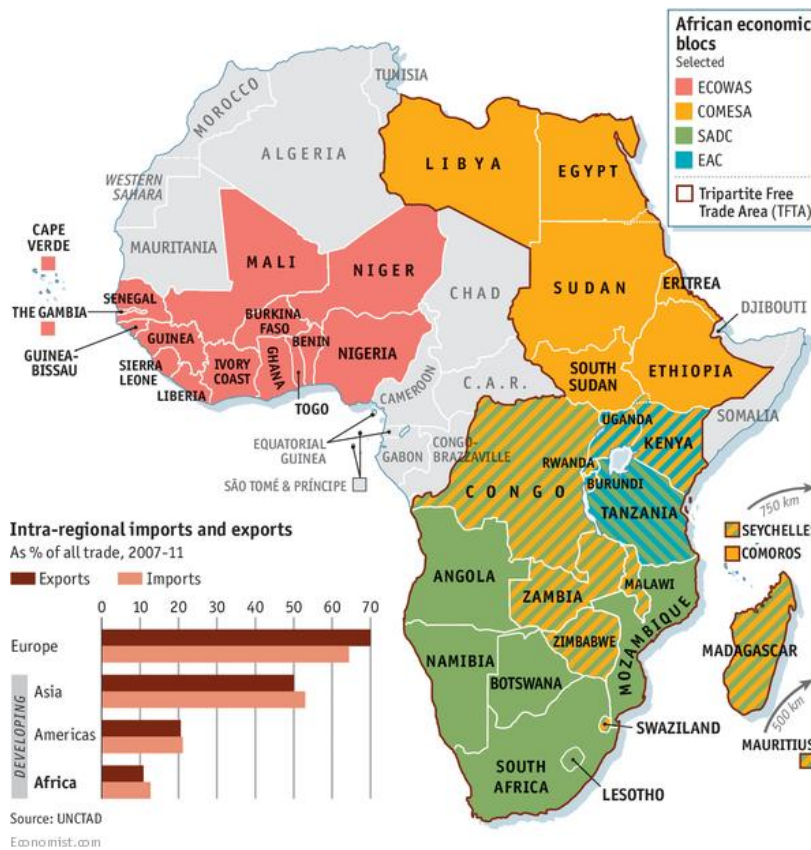 African economic
blocs
Selected
ECOWAS
COMESA
SADC
EAC
Tripartite Free
Trade Area (TFTA)
TUNISIA
MOROCCO
ALGERIA
LIBYA
EGYPT
WESTERN
SAHARA
MAURITANIA
CAPE
VERDE
MALI
NIGER
CHAD
SUDAN
ERITREA
DJIBOUTI
SENEGAL
THE GAMBIA
GUINEA-
BISSAU
GUINEA
BURKINA
FASO
BENIN
NIGERIA
SIERRA
LEONE
IVORY
COAST
GHANA
LIBERIA
TOGO
CAMEROON
C.A.R.
SOUTH
SUDAN
ETHIOPIA
SOMALIA
EQUATORIAL
GUINEA
GABON
CONGO-
BRAZZAVILLE
SÃO TOMÉ & PRÍNCIPE
UGANDA
KENYA
RWANDA
BURUNDI
CONGO
TANZANIA
750 km
SEYCHELLE
COMOROS
ANGOLA
ZAMBIA
MALAWI
MOZAMBIQUE
ZIMBABWE
MADAGASCAR
NAMIBIA
BOTSWANA
500 km
MAURITIUS
SWAZILAND
SOUTH
AFRICA
LESOTHO
Intra-regional imports and exports
As % of all trade, 2007-11
Exports
Imports
0 10 20 30 40 50 60 70
Europe
DEVELOPING
Asia
Americas
Africa
Source: UNCTAD
Economist.com